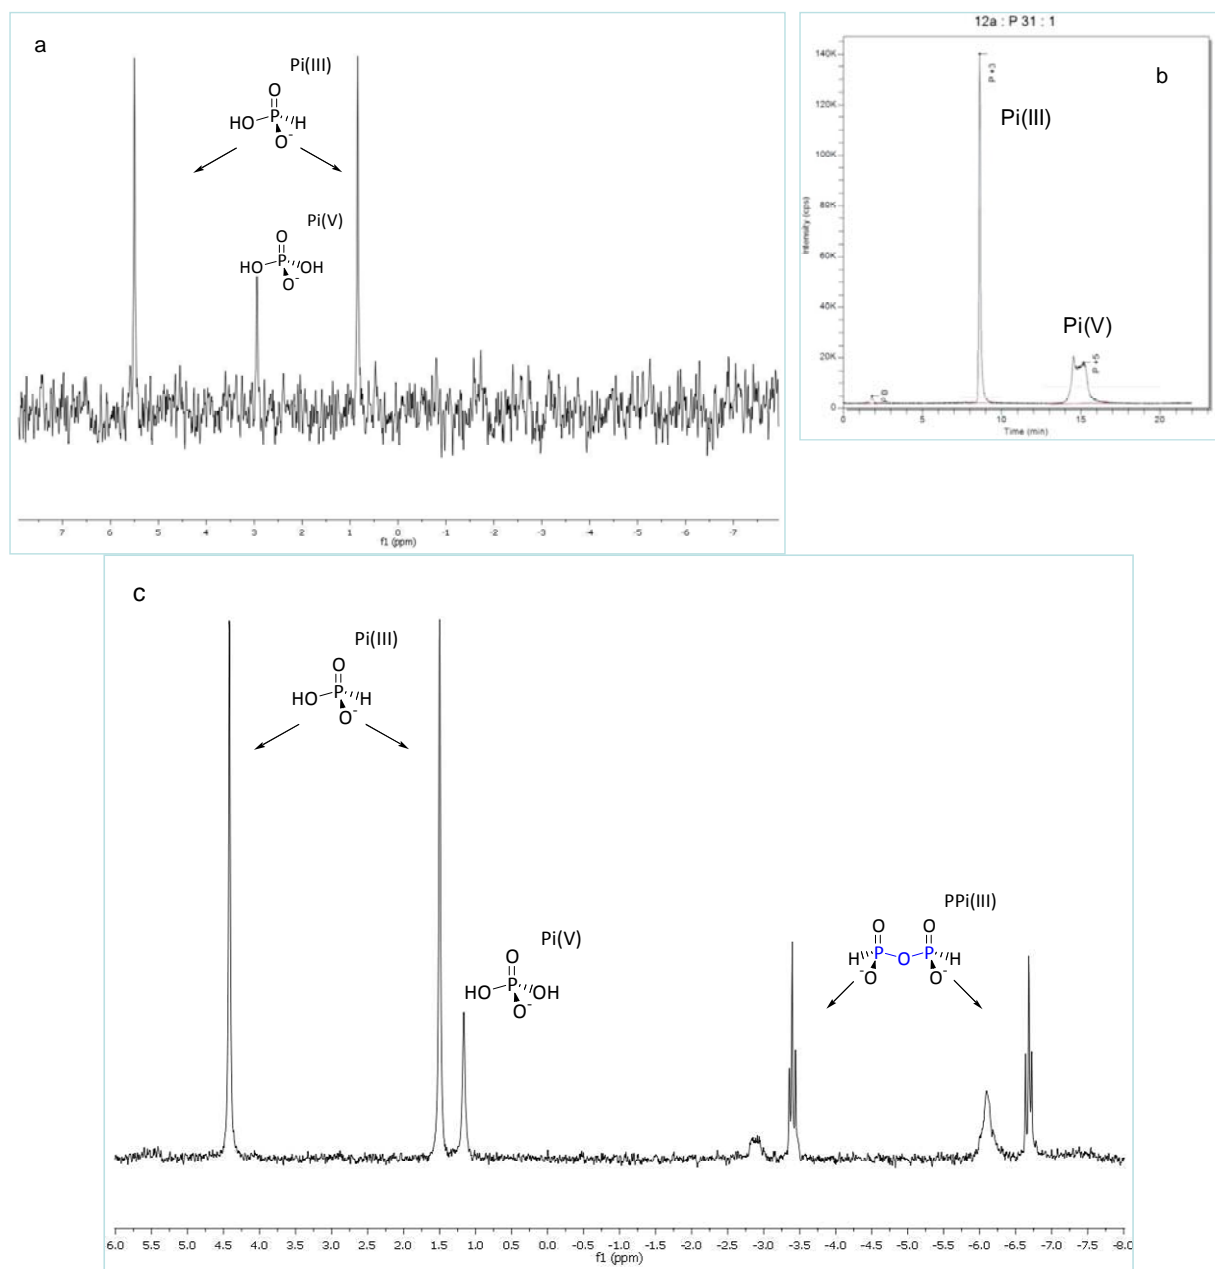 a
Pi(III)
O
HO P H
O-
Pi(V)
O
HO P OH
O-
7 6 5 4 3 2 1 0 -1 -2 -3 -4 -5 -6 -7
f1 (ppm)
12a : P 31 : 1
b
140K
120K
100K
80K
60K
40K
20K
0
Intensity (cps)
P +3
Pi(III)
Pi(V)
P +5
P 0
0 5 10 15 20
Time (min)
c
Pi(III)
O
HO P H
O-
Pi(V)
O
HO P OH
O-
PPi(III)
O O
H P O P H
-O O-
6.0 5.5 5.0 4.5 4.0 3.5 3.0 2.5 2.0 1.5 1.0 0.5 0.0 -0.5 -1.0 -1.5 -2.0 -2.5 -3.0 -3.5 -4.0 -4.5 -5.0 -5.5 -6.0 -6.5 -7.0 -7.5 -8.0
f1 (ppm)